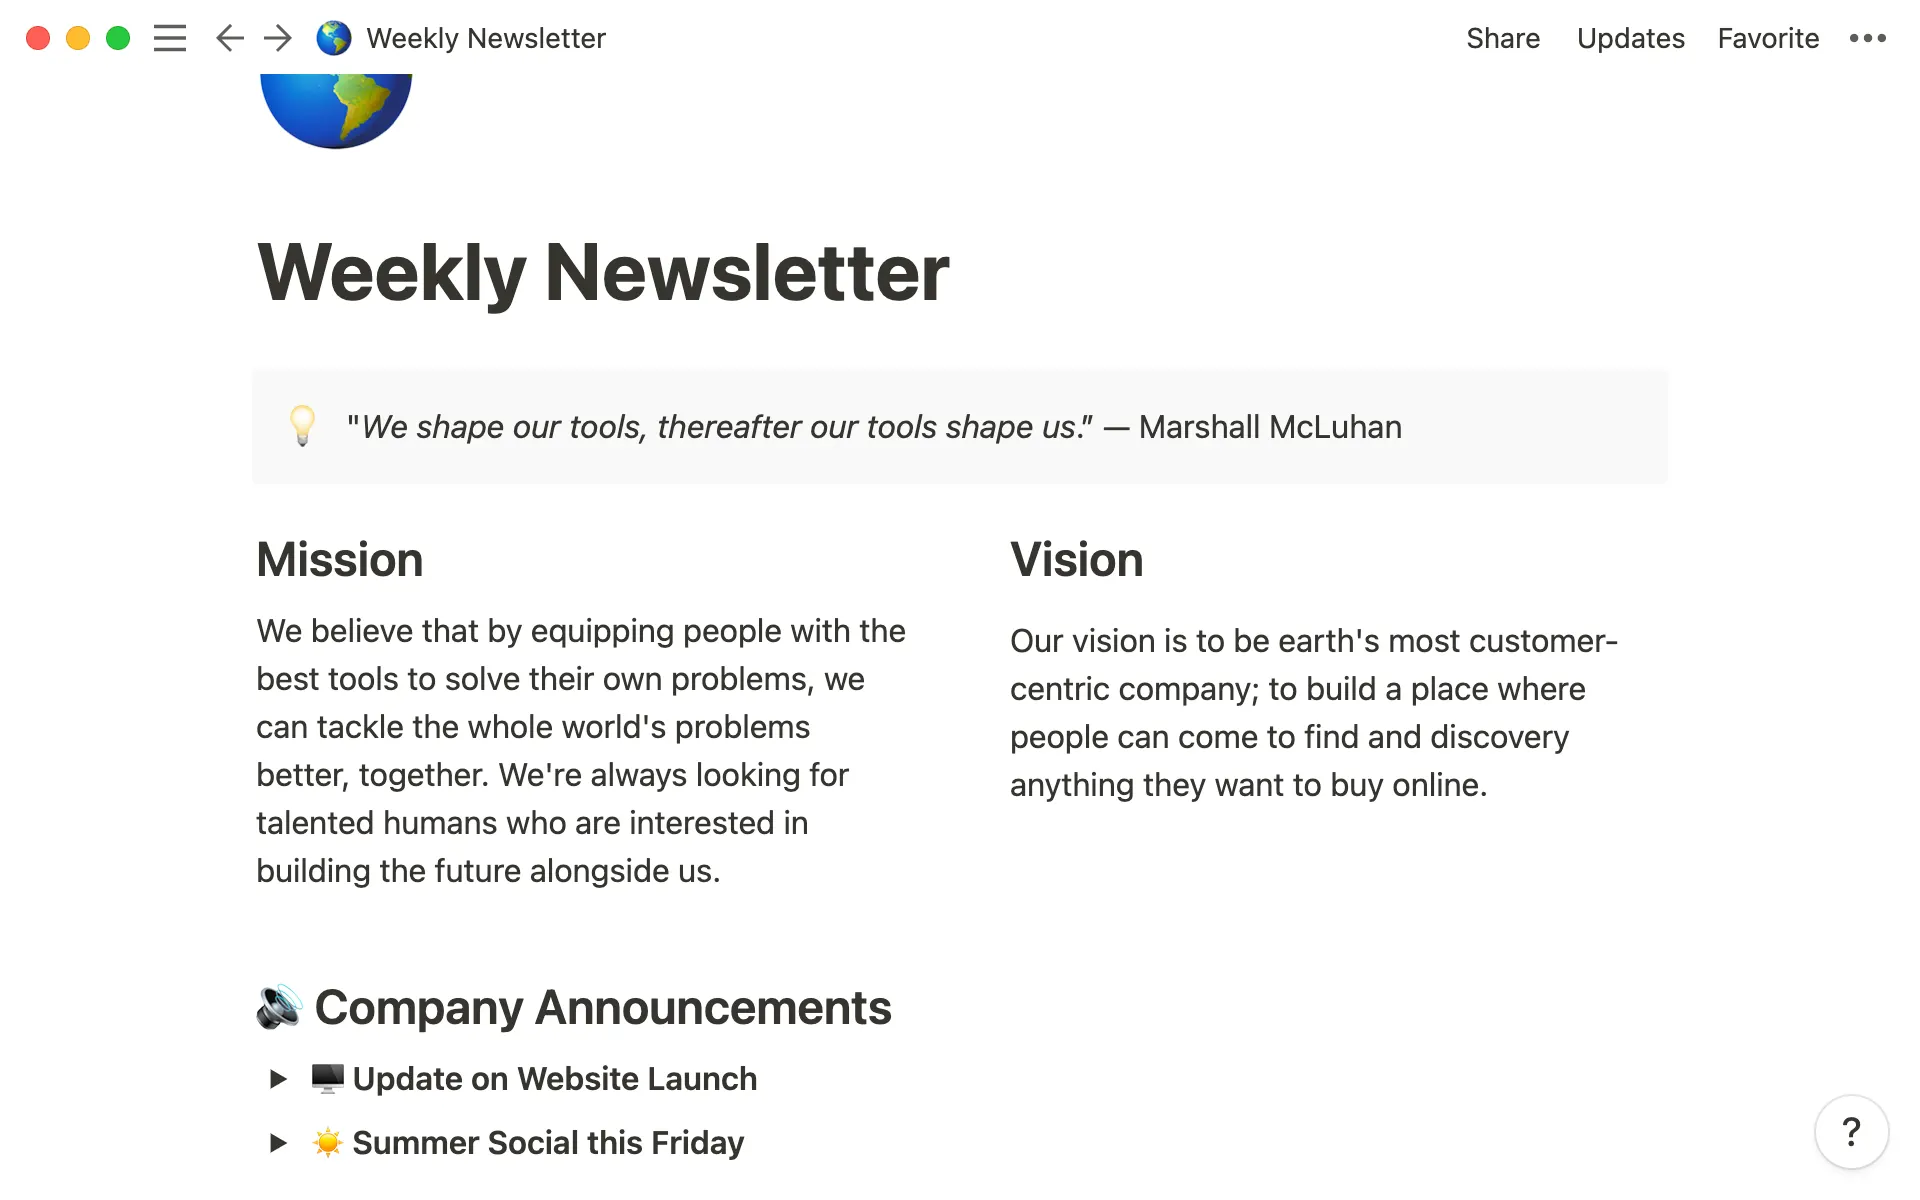 Weekly Newsletter
Share Updates Favorite
Weekly Newsletter
"We shape our tools, thereafter our tools shape us.” — Marshall McLuhan
Mission
We believe that by equipping people with the
best tools to solve their own problems, we
can tackle the whole world's problems
better, together. We're always looking for
talented humans who are interested in
building the future alongside us.
Vision
Our vision is to be earth's most customer-
centric company; to build a place where
people can come to find and discovery
anything they want to buy online.
Company Announcements
Update on Website Launch
Summer Social this Friday
?